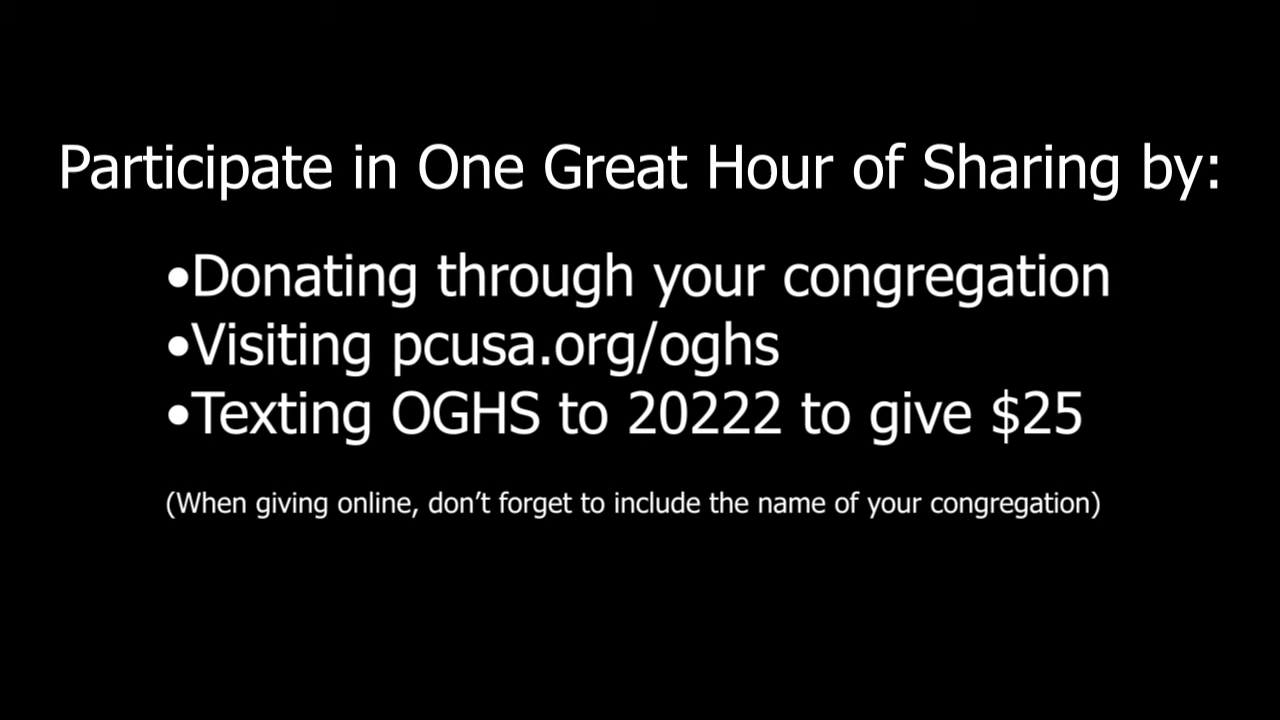 Participate in One Great Hour of Sharing by:
•Donating through your congregation
•Visiting pcusa.org/oghs
•Texting OGHS to 20222 to give $25
(When giving online, don’t forget to include the name of your congregation)